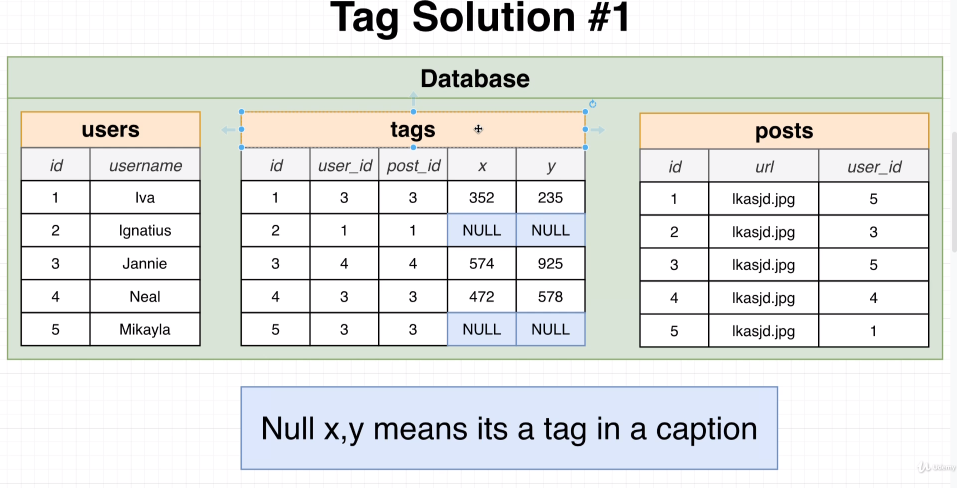 Tag Solution #1
Database
users
id username
1 Iva
2 Ignatius
3 Jannie
4 Neal
5 Mikayla
tags
id user_id post_id x y
1 3 3 352 235
2 1 1 NULL NULL
3 4 4 574 925
4 3 3 472 578
5 3 3 NULL NULL
posts
id url user_id
1 lkasjd.jpg 5
2 lkasjd.jpg 3
3 lkasjd.jpg 5
4 lkasjd.jpg 4
5 lkasjd.jpg 1
Null x,y means its a tag in a caption
Udemy